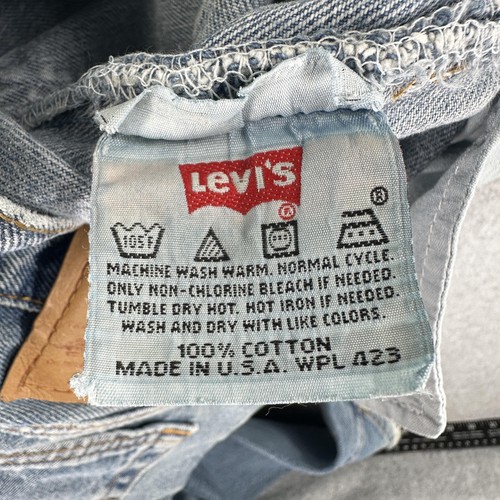 Levi's
®
®
105F
MACHINE WASH WARM. NORMAL CYCLE.
ONLY NON-CHLORINE BLEACH IF NEEDED.
TUMBLE DRY HOT. HOT IRON IF NEEDED.
WASH AND DRY WITH LIKE COLORS.
100% COTTON
MADE IN U.S.A. WPL 423